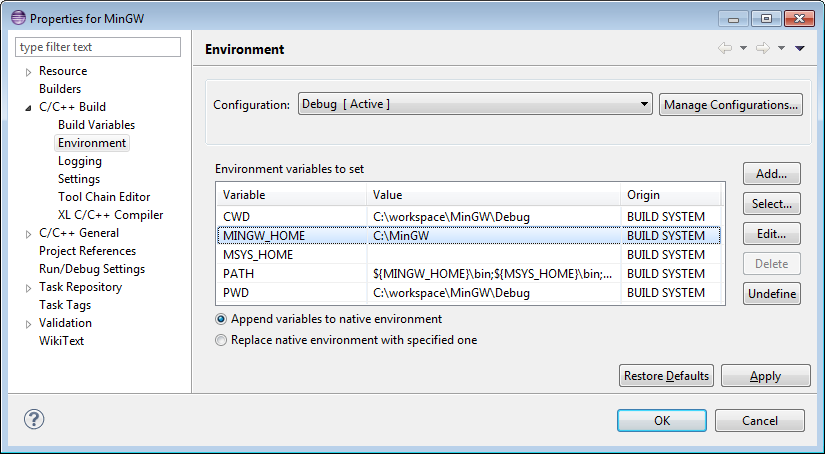 Properties for MinGW
type filter text
Resource
Builders
C/C++ Build
Build Variables
Environment
Logging
Settings
Tool Chain Editor
XL C/C++ Compiler
C/C++ General
Project References
Run/Debug Settings
Task Repository
Task Tags
Validation
WikiText
Environment
Configuration: Debug [ Active ] Manage Configurations...
Environment variables to set
Variable Value Origin
CWD C:\workspace\MinGW\Debug BUILD SYSTEM
MINGW_HOME C:\MinGW BUILD SYSTEM
MSYS_HOME BUILD SYSTEM
PATH ${MINGW_HOME}\bin;${MSYS_HOME}\bin;... BUILD SYSTEM
PWD C:\workspace\MinGW\Debug BUILD SYSTEM
Add...
Select...
Edit...
Delete
Undefine
Append variables to native environment
Replace native environment with specified one
Restore Defaults Apply
? OK Cancel